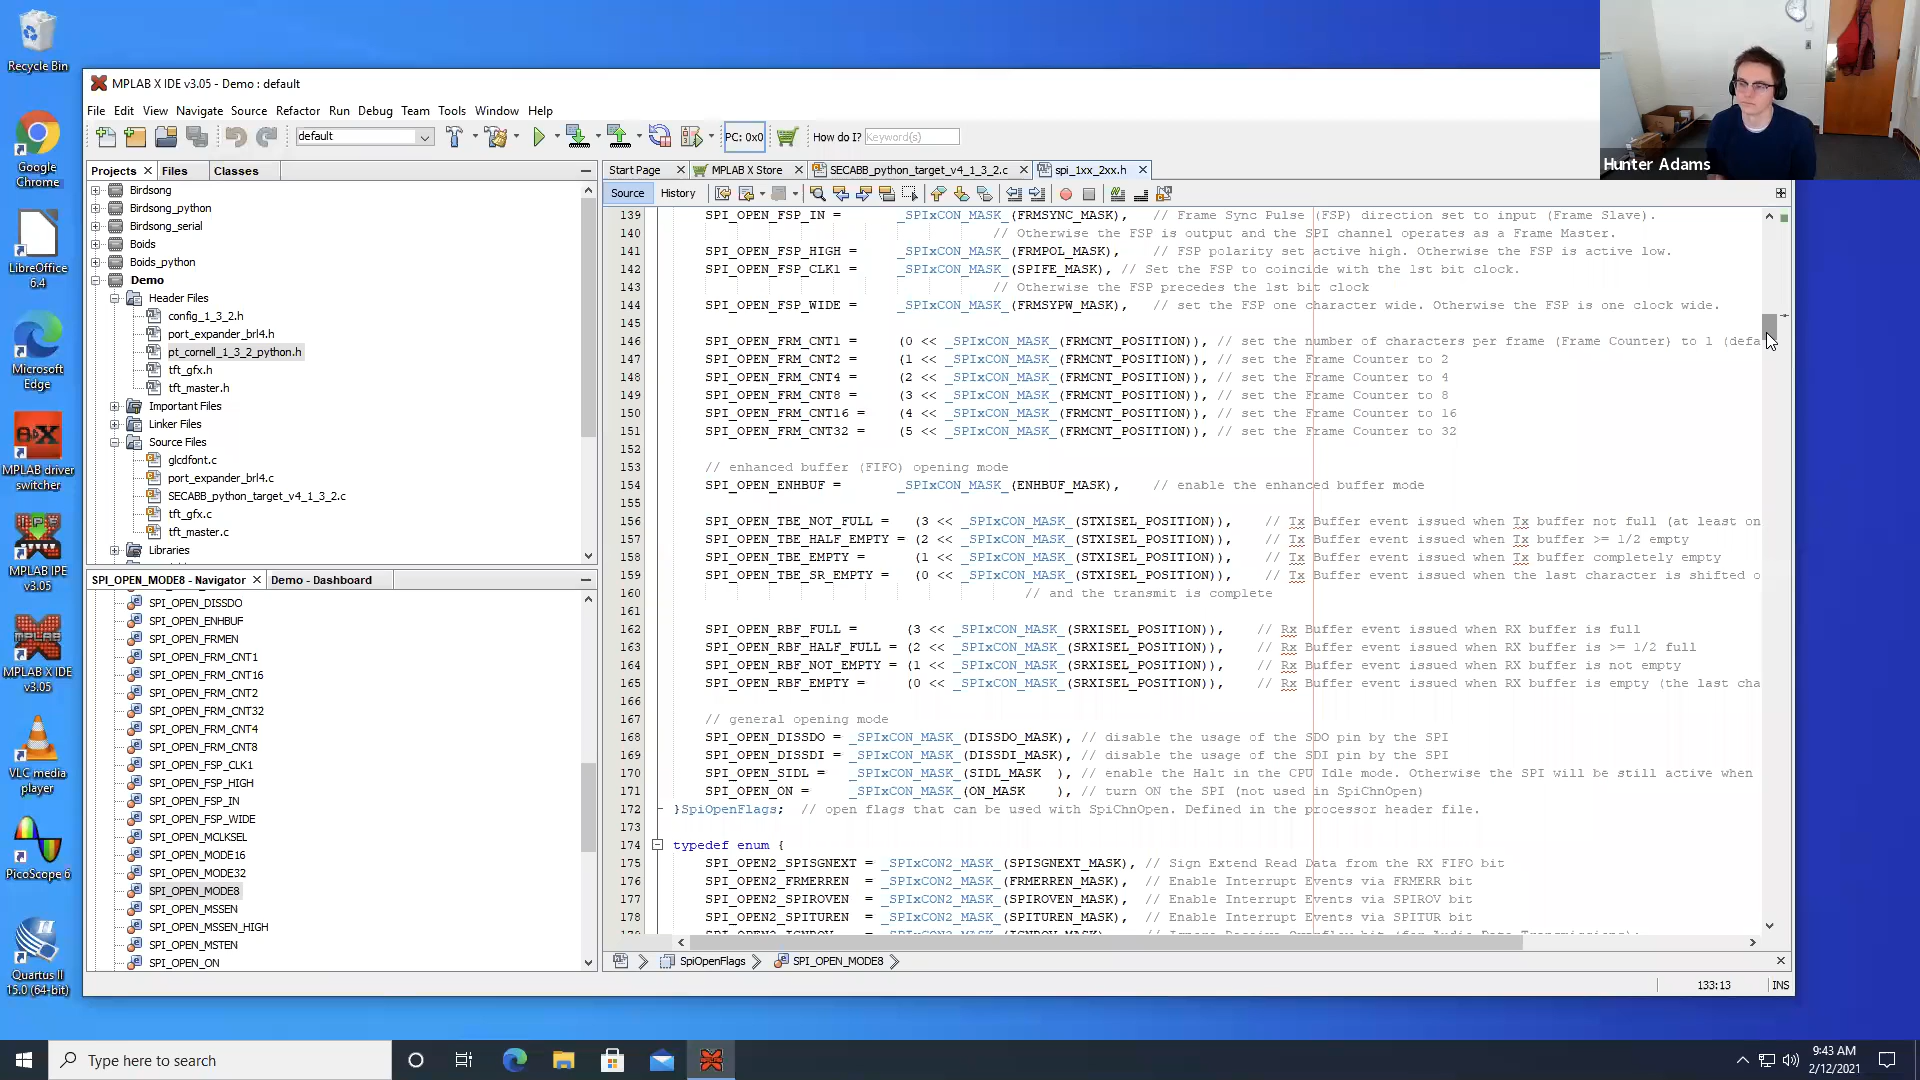 Recycle Bin
Google Chrome
LibreOffice 6.4
Microsoft Edge
MPLAB driver switcher
MPLAB IPE v3.05
MPLAB X IDE v3.05
VLC media player
PicoScope 6
Quartus II 15.0 (64-bit)
MPLAB X IDE v3.05 - Demo : default
File Edit View Navigate Source Refactor Run Debug Team Tools Window Help
default PC: 0x0 How do I? Keyword(s)
Hunter Adams
Projects Files Classes
Birdsong
Birdsong_python
Birdsong_serial
Boids
Boids_python
Demo
Header Files
config_1_3_2.h
port_expander_brl4.h
pt_cornell_1_3_2_python.h
tft_gfx.h
tft_master.h
Important Files
Linker Files
Source Files
glcdfont.c
port_expander_brl4.c
SECABB_python_target_v4_1_3_2.c
tft_gfx.c
tft_master.c
Libraries
SPI_OPEN_MODE8 - Navigator Demo - Dashboard
SPI_OPEN_DISSDO
SPI_OPEN_ENHBUF
SPI_OPEN_FRMEN
SPI_OPEN_FRM_CNT1
SPI_OPEN_FRM_CNT16
SPI_OPEN_FRM_CNT2
SPI_OPEN_FRM_CNT32
SPI_OPEN_FRM_CNT4
SPI_OPEN_FRM_CNT8
SPI_OPEN_FSP_CLK1
SPI_OPEN_FSP_HIGH
SPI_OPEN_FSP_IN
SPI_OPEN_FSP_WIDE
SPI_OPEN_MCLKSEL
SPI_OPEN_MODE16
SPI_OPEN_MODE32
SPI_OPEN_MODE8
SPI_OPEN_MSSEN
SPI_OPEN_MSSEN_HIGH
SPI_OPEN_MSTEN
SPI_OPEN_ON
Start Page MPLAB X Store SECABB_python_target_v4_1_3_2.c spi_1xx_2xx.h
Source History
139 SPI_OPEN_FSP_IN = _SPIxCON_MASK_(FRMSYNC_MASK), // Frame Sync Pulse (FSP) direction set to input (Frame Slave).
140 // Otherwise the FSP is output and the SPI channel operates as a Frame Master.
141 SPI_OPEN_FSP_HIGH = _SPIxCON_MASK_(FRMPOL_MASK), // FSP polarity set active high. Otherwise the FSP is active low.
142 SPI_OPEN_FSP_CLK1 = _SPIxCON_MASK_(SPIFE_MASK), // Set the FSP to coincide with the 1st bit clock.
143 // Otherwise the FSP precedes the 1st bit clock
144 SPI_OPEN_FSP_WIDE = _SPIxCON_MASK_(FRMSYPW_MASK), // set the FSP one character wide. Otherwise the FSP is one clock wide.
145
146 SPI_OPEN_FRM_CNT1 = (0 << _SPIxCON_MASK_(FRMCNT_POSITION)), // set the number of characters per frame (Frame Counter) to 1 (defa
147 SPI_OPEN_FRM_CNT2 = (1 << _SPIxCON_MASK_(FRMCNT_POSITION)), // set the Frame Counter to 2
148 SPI_OPEN_FRM_CNT4 = (2 << _SPIxCON_MASK_(FRMCNT_POSITION)), // set the Frame Counter to 4
149 SPI_OPEN_FRM_CNT8 = (3 << _SPIxCON_MASK_(FRMCNT_POSITION)), // set the Frame Counter to 8
150 SPI_OPEN_FRM_CNT16 = (4 << _SPIxCON_MASK_(FRMCNT_POSITION)), // set the Frame Counter to 16
151 SPI_OPEN_FRM_CNT32 = (5 << _SPIxCON_MASK_(FRMCNT_POSITION)), // set the Frame Counter to 32
152
153 // enhanced buffer (FIFO) opening mode
154 SPI_OPEN_ENHBUF = _SPIxCON_MASK_(ENHBUF_MASK), // enable the enhanced buffer mode
155
156 SPI_OPEN_TBE_NOT_FULL = (3 << _SPIxCON_MASK_(STXISEL_POSITION)), // Tx Buffer event issued when Tx buffer not full (at least on
157 SPI_OPEN_TBE_HALF_EMPTY = (2 << _SPIxCON_MASK_(STXISEL_POSITION)), // Tx Buffer event issued when Tx buffer >= 1/2 empty
158 SPI_OPEN_TBE_EMPTY = (1 << _SPIxCON_MASK_(STXISEL_POSITION)), // Tx Buffer event issued when Tx buffer completely empty
159 SPI_OPEN_TBE_SR_EMPTY = (0 << _SPIxCON_MASK_(STXISEL_POSITION)), // Tx Buffer event issued when the last character is shifted o
160 // and the transmit is complete
161
162 SPI_OPEN_RBF_FULL = (3 << _SPIxCON_MASK_(SRXISEL_POSITION)), // Rx Buffer event issued when RX buffer is full
163 SPI_OPEN_RBF_HALF_FULL = (2 << _SPIxCON_MASK_(SRXISEL_POSITION)), // Rx Buffer event issued when RX buffer is >= 1/2 full
164 SPI_OPEN_RBF_NOT_EMPTY = (1 << _SPIxCON_MASK_(SRXISEL_POSITION)), // Rx Buffer event issued when RX buffer is not empty
165 SPI_OPEN_RBF_EMPTY = (0 << _SPIxCON_MASK_(SRXISEL_POSITION)), // Rx Buffer event issued when RX buffer is empty (the last cha
166
167 // general opening mode
168 SPI_OPEN_DISSDO = _SPIxCON_MASK_(DISSDO_MASK), // disable the usage of the SDO pin by the SPI
169 SPI_OPEN_DISSDI = _SPIxCON_MASK_(DISSDI_MASK), // disable the usage of the SDI pin by the SPI
170 SPI_OPEN_SIDL = _SPIxCON_MASK_(SIDL_MASK ), // enable the Halt in the CPU Idle mode. Otherwise the SPI will be still active when
171 SPI_OPEN_ON = _SPIxCON_MASK_(ON_MASK ), // turn ON the SPI (not used in SpiChnOpen)
172 }SpiOpenFlags; // open flags that can be used with SpiChnOpen. Defined in the processor header file.
173
174 typedef enum {
175 SPI_OPEN2_SPISGNEXT = _SPIxCON2_MASK_(SPISGNEXT_MASK), // Sign Extend Read Data from the RX FIFO bit
176 SPI_OPEN2_FRMERREN = _SPIxCON2_MASK_(FRMERREN_MASK), // Enable Interrupt Events via FRMERR bit
177 SPI_OPEN2_SPIROVEN = _SPIxCON2_MASK_(SPIROVEN_MASK), // Enable Interrupt Events via SPIROV bit
178 SPI_OPEN2_SPITUREN = _SPIxCON2_MASK_(SPITUREN_MASK), // Enable Interrupt Events via SPITUR bit
SpiOpenFlags SPI_OPEN_MODE8
133:13 INS
Type here to search
9:43 AM
2/12/2021